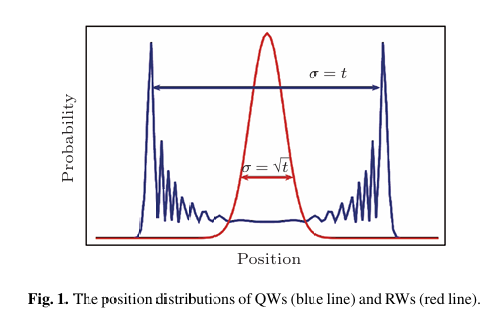 σ = t
Probability
σ = √t
Position
Fig. 1. The position distributions of QWs (blue line) and RWs (red line).